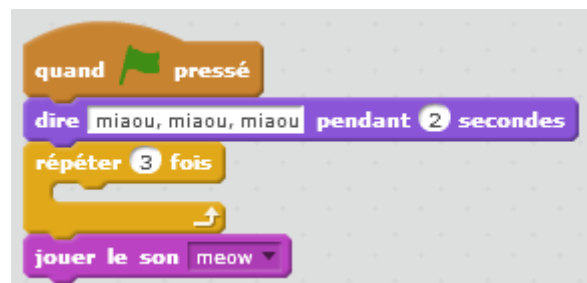 quand pressé
dire miaou, miaou, miaou pendant 2 secondes
répéter 3 fois
jouer le son meow